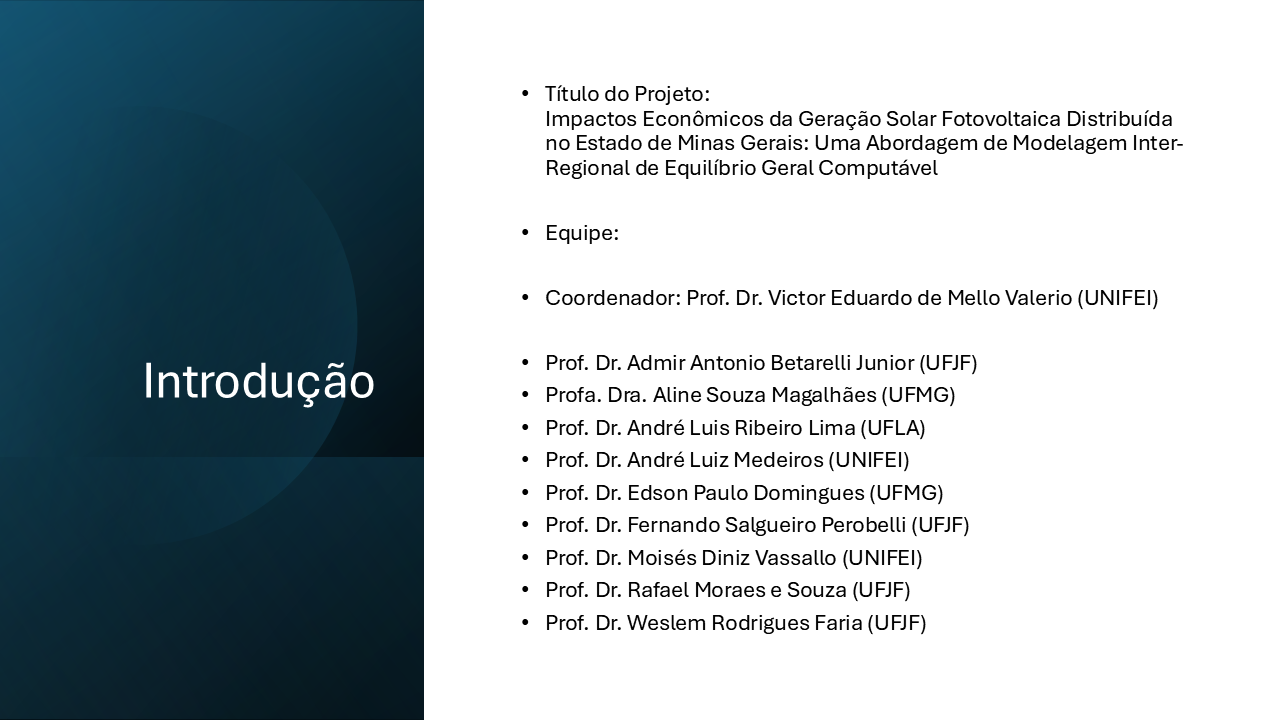 Introdução
• Título do Projeto:
Impactos Econômicos da Geração Solar Fotovoltaica Distribuída
no Estado de Minas Gerais: Uma Abordagem de Modelagem Inter-
Regional de Equilíbrio Geral Computável
• Equipe:
• Coordenador: Prof. Dr. Victor Eduardo de Mello Valerio (UNIFEI)
• Prof. Dr. Admir Antonio Betarelli Junior (UFJF)
• Profa. Dra. Aline Souza Magalhães (UFMG)
• Prof. Dr. André Luis Ribeiro Lima (UFLA)
• Prof. Dr. André Luiz Medeiros (UNIFEI)
• Prof. Dr. Edson Paulo Domingues (UFMG)
• Prof. Dr. Fernando Salgueiro Perobelli (UFJF)
• Prof. Dr. Moisés Diniz Vassallo (UNIFEI)
• Prof. Dr. Rafael Moraes e Souza (UFJF)
• Prof. Dr. Weslem Rodrigues Faria (UFJF)